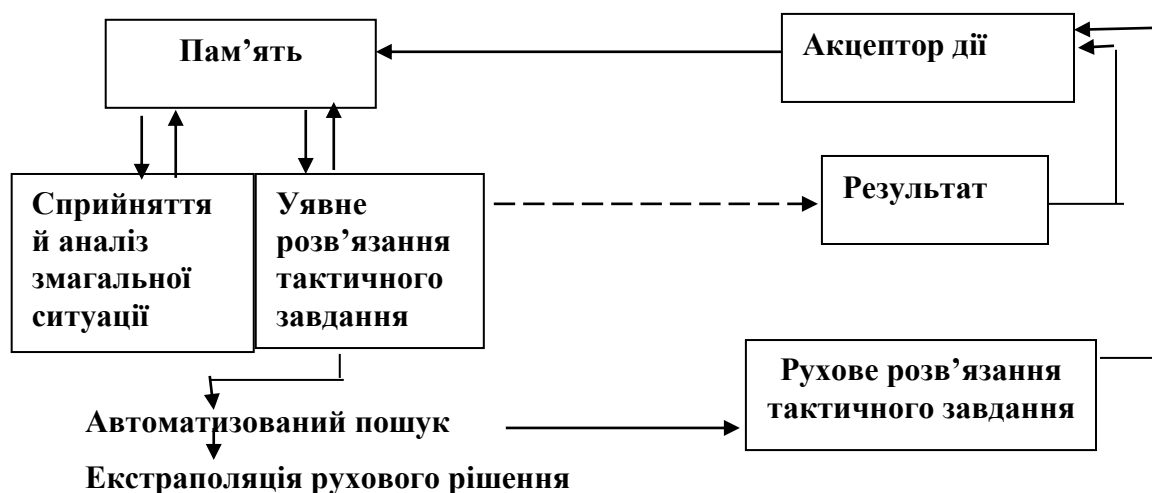 Пам’ять
Акцептор дії
Сприйняття
й аналіз
змагальної
ситуації
Уявне
розв’язання
тактичного
завдання
Результат
Рухове розв’язання
тактичного завдання
Автоматизований пошук
Екстраполяція рухового рішення